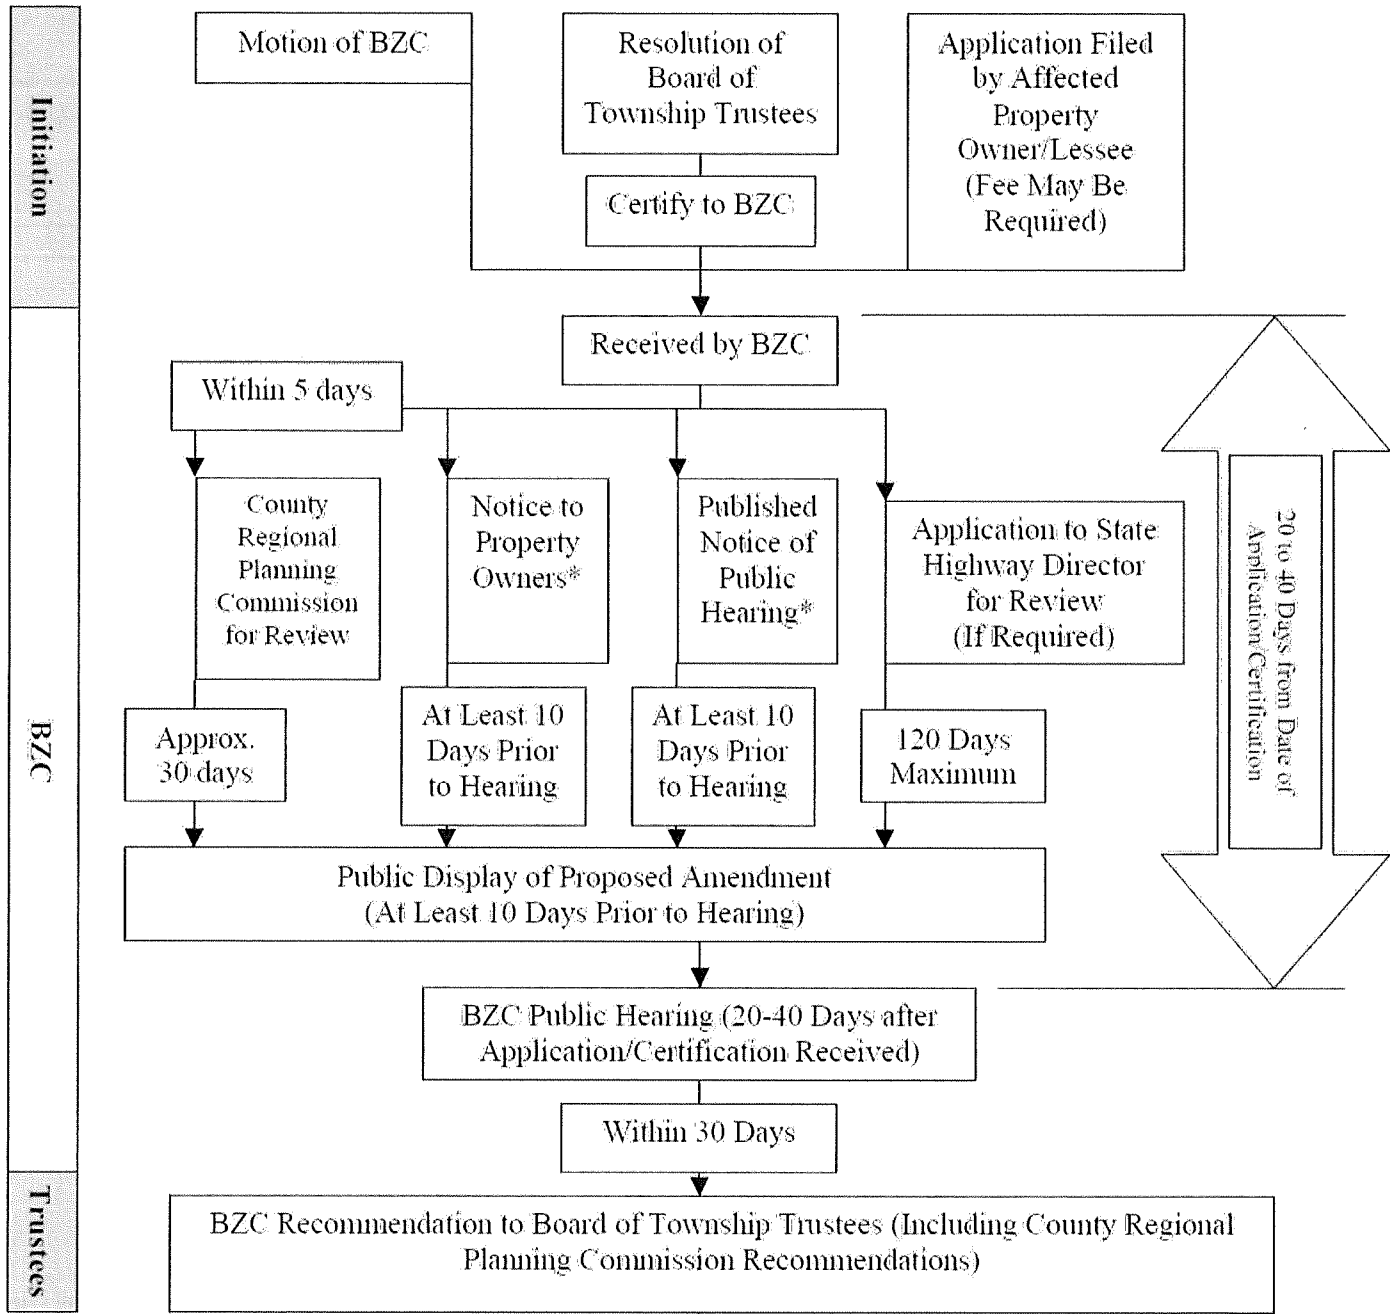 Initiation
Motion of BZC
Resolution of
Board of
Township Trustees
Application Filed
by Affected
Property
Owner/Lessee
(Fee May Be
Required)
Certify to BZC
BZC
Received by BZC
Within 5 days
County
Regional
Planning
Commission
for Review
Notice to
Property
Owners*
Published
Notice of
Public
Hearing*
Application to State
Highway Director
for Review
(If Required)
20 to 40 Days from Date of
Application/Certification
Approx.
30 days
At Least 10
Days Prior
to Hearing
At Least 10
Days Prior
to Hearing
120 Days
Maximum
Public Display of Proposed Amendment
(At Least 10 Days Prior to Hearing)
BZC Public Hearing (20-40 Days after
Application/Certification Received)
Within 30 Days
Trustees
BZC Recommendation to Board of Township Trustees (Including County Regional
Planning Commission Recommendations)